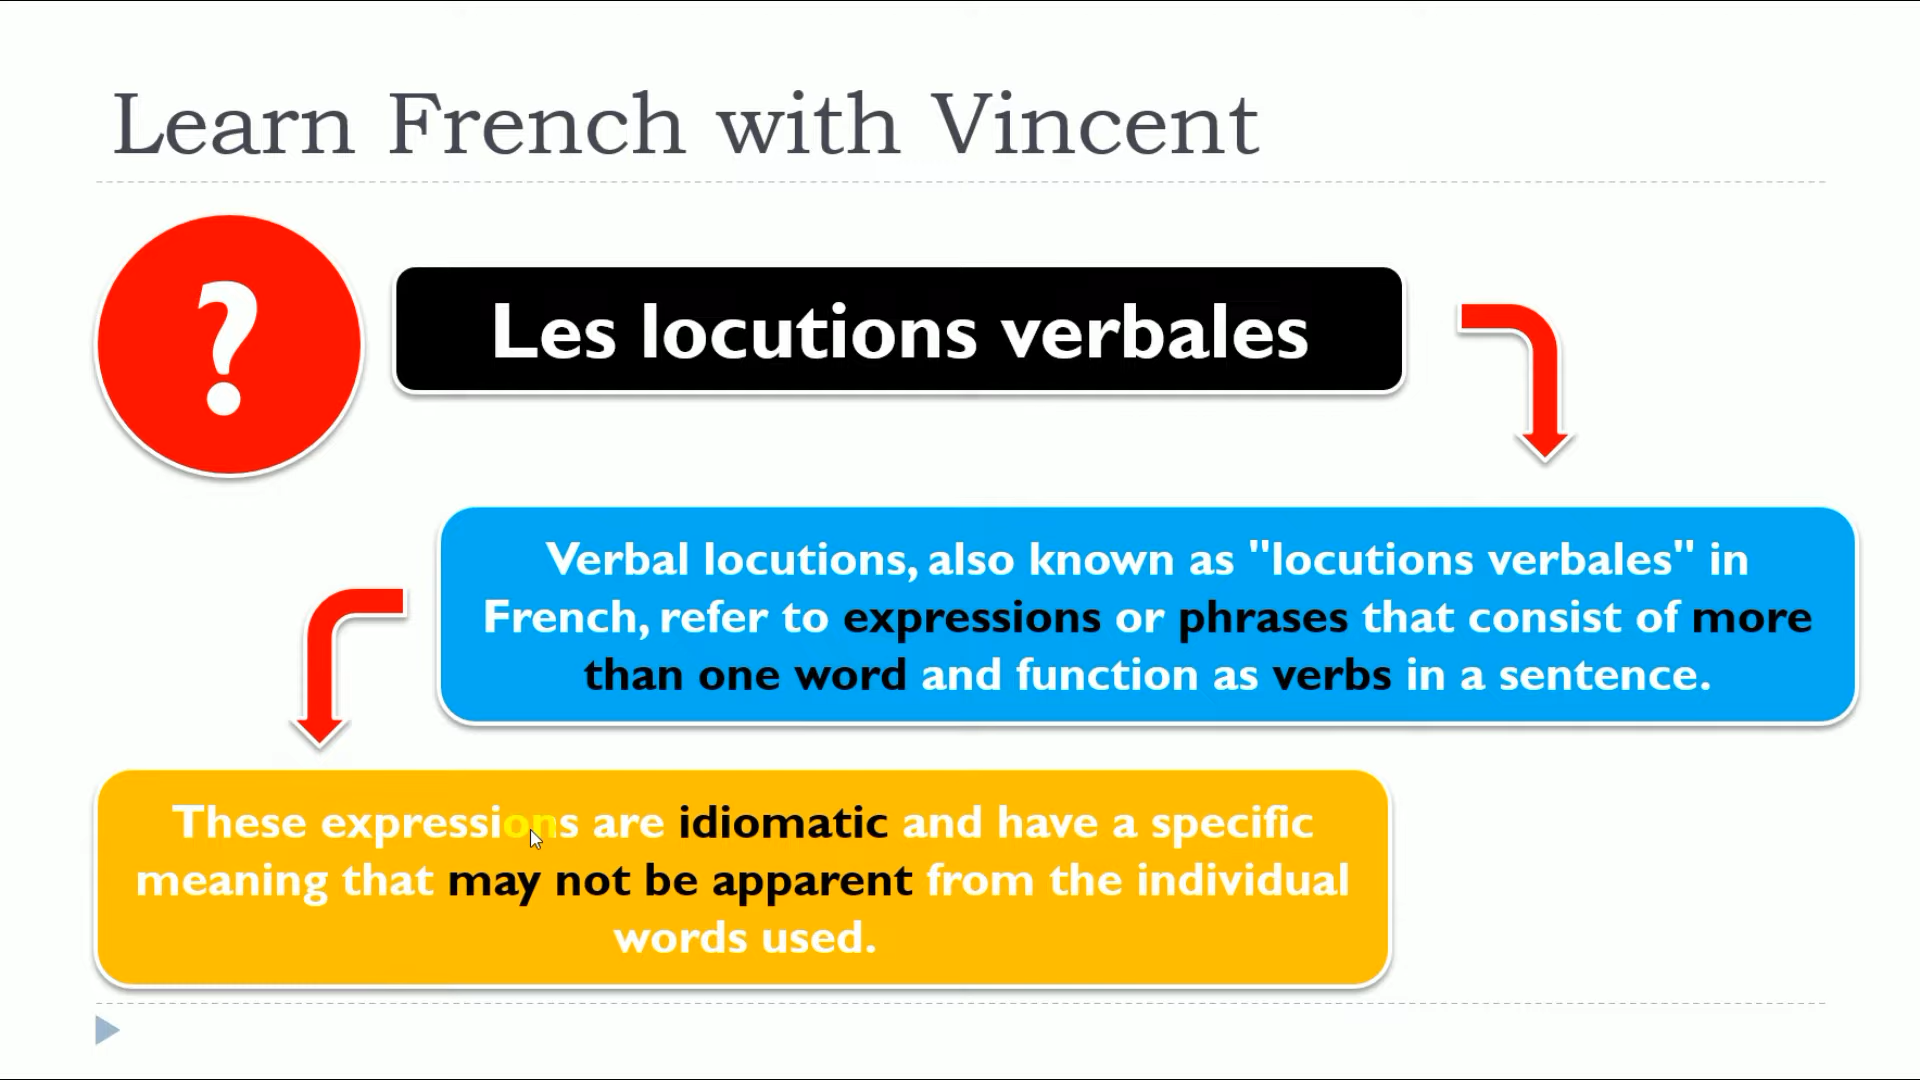 Learn French with Vincent
?
Les locutions verbales
Verbal locutions, also known as "locutions verbales" in
French, refer to expressions or phrases that consist of more
than one word and function as verbs in a sentence.
These expressions are idiomatic and have a specific
meaning that may not be apparent from the individual
words used.